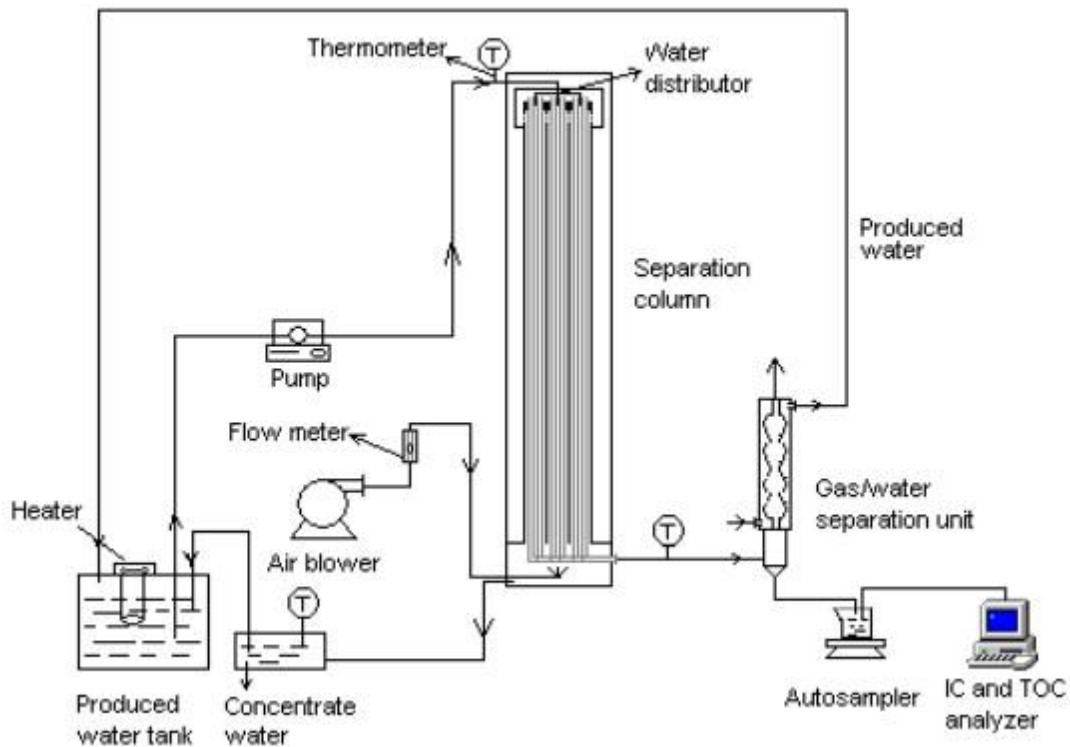 Thermometer
T
Water
distributor
Produced
water
Separation
column
Pump
Flow meter
Gas/water
separation unit
Heater
Air blower
T
T
Produced
water tank
Concentrate
water
Autosampler
IC and TOC
analyzer